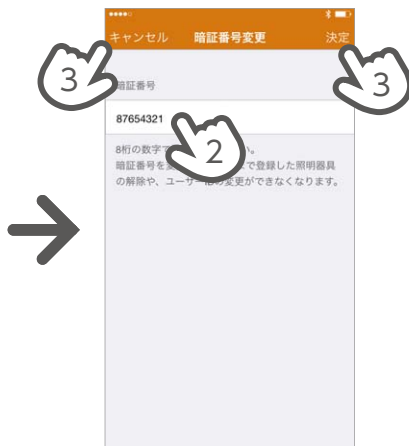 キャンセル 暗証番号変更 決定
3 3
暗証番号
87654321
2
8桁の数字で い。
暗証番号を で登録した照明器具
の解除や、ユーザー の変更ができなくなります。